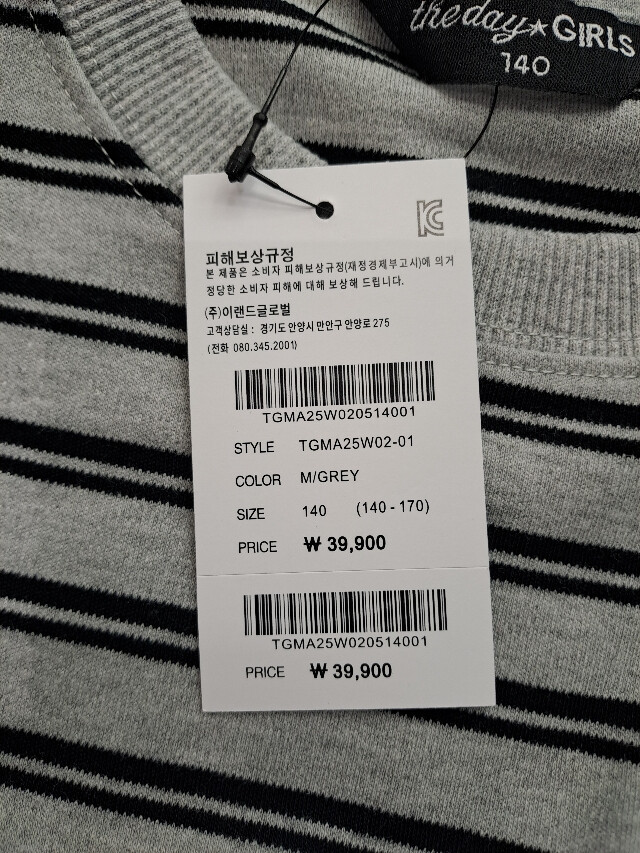 the day★GIRLS
140
피해보상규정
본 제품은 소비자 피해보상규정(재정경제부고시)에 의거
정당한 소비자 피해에 대해 보상해 드립니다.
(주)이랜드글로벌
고객상담실 : 경기도 안양시 만안구 안양로 275
(전화 080.345.2001)
TGMA25W020514001
STYLE TGMA25W02-01
COLOR M/GREY
SIZE 140 (140 - 170)
PRICE ₩ 39,900
TGMA25W020514001
PRICE ₩ 39,900